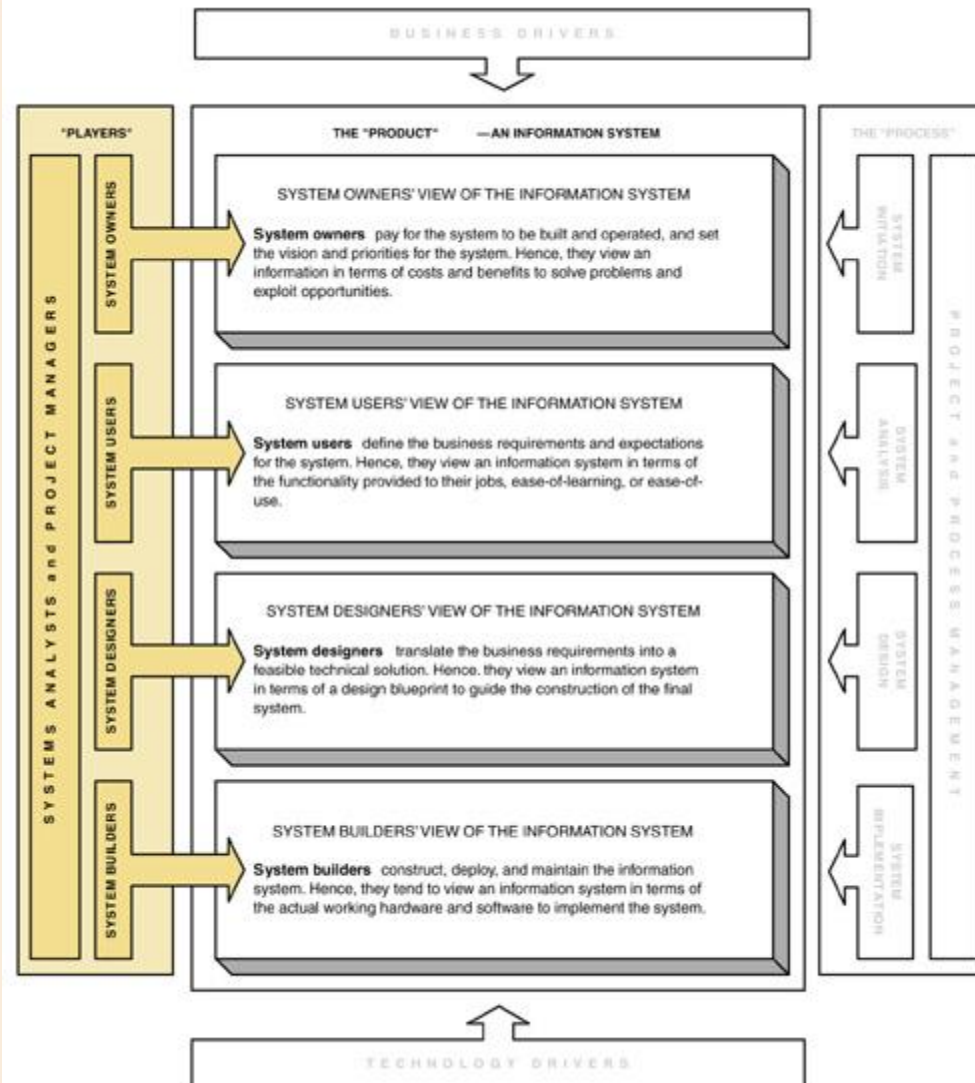 BUSINESS DRIVERS
"PLAYERS"
THE "PRODUCT" —AN INFORMATION SYSTEM
THE "PROCESS"
SYSTEMS ANALYSTS and PROJECT MANAGERS
SYSTEM OWNERS
SYSTEM OWNERS' VIEW OF THE INFORMATION SYSTEM
System owners pay for the system to be built and operated, and set
the vision and priorities for the system. Hence, they view an
information in terms of costs and benefits to solve problems and
exploit opportunities.
SYSTEM
INITIATION
PROJECT and PROCESS MANAGEMENT
SYSTEM USERS
SYSTEM USERS' VIEW OF THE INFORMATION SYSTEM
System users define the business requirements and expectations
for the system. Hence, they view an information system in terms of
the functionality provided to their jobs, ease-of-learning, or ease-of-
use.
SYSTEM
ANALYSIS
SYSTEM DESIGNERS
SYSTEM DESIGNERS' VIEW OF THE INFORMATION SYSTEM
System designers translate the business requirements into a
feasible technical solution. Hence. they view an information system
in terms of a design blueprint to guide the construction of the final
system.
SYSTEM
DESIGN
SYSTEM BUILDERS
SYSTEM BUILDERS' VIEW OF THE INFORMATION SYSTEM
System builders construct, deploy, and maintain the information
system. Hence, they tend to view an information system in terms of
the actual working hardware and software to implement the system.
SYSTEM
IMPLEMENTATION
TECHNOLOGY DRIVERS